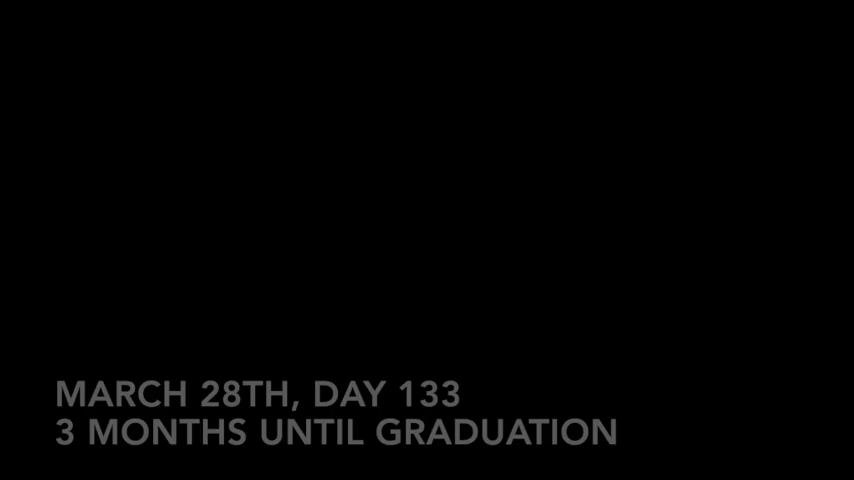 MARCH 28TH, DAY 133
3 MONTHS UNTIL GRADUATION